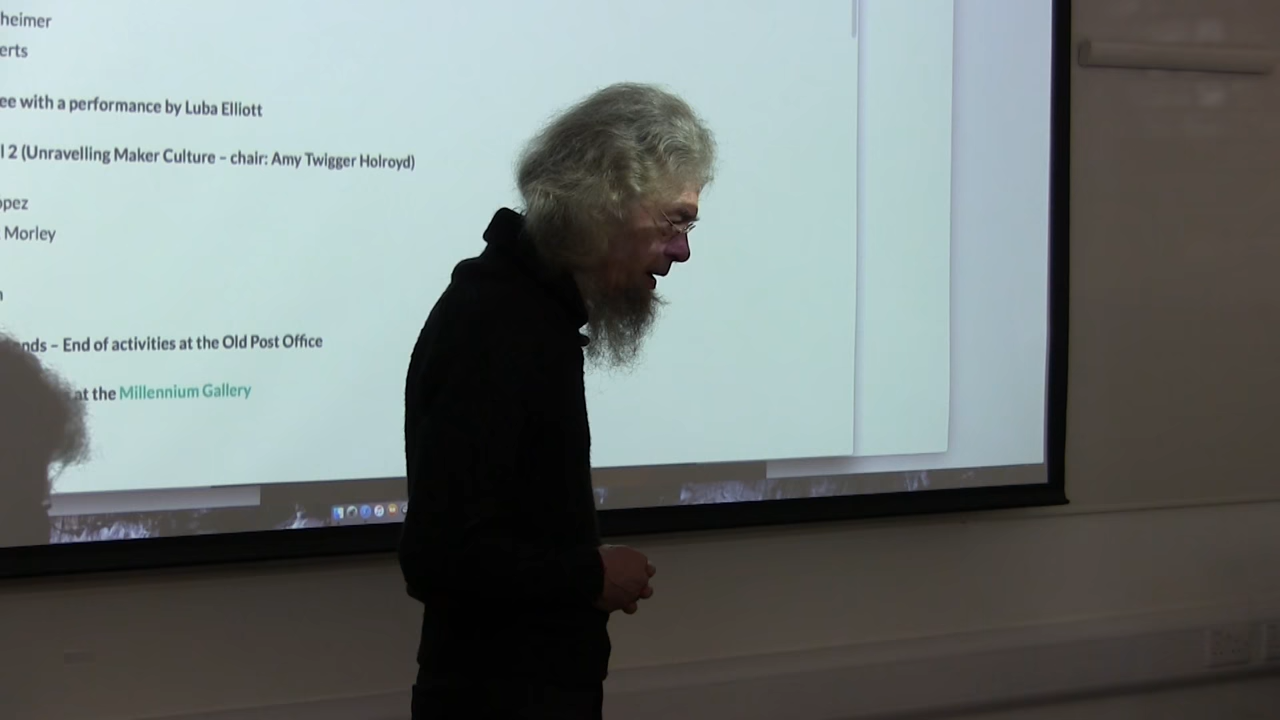 heimer
erts
ee with a performance by Luba Elliott
l 2 (Unravelling Maker Culture – chair: Amy Twigger Holroyd)
opez
Morley
n
nds – End of activities at the Old Post Office
at the Millennium Gallery